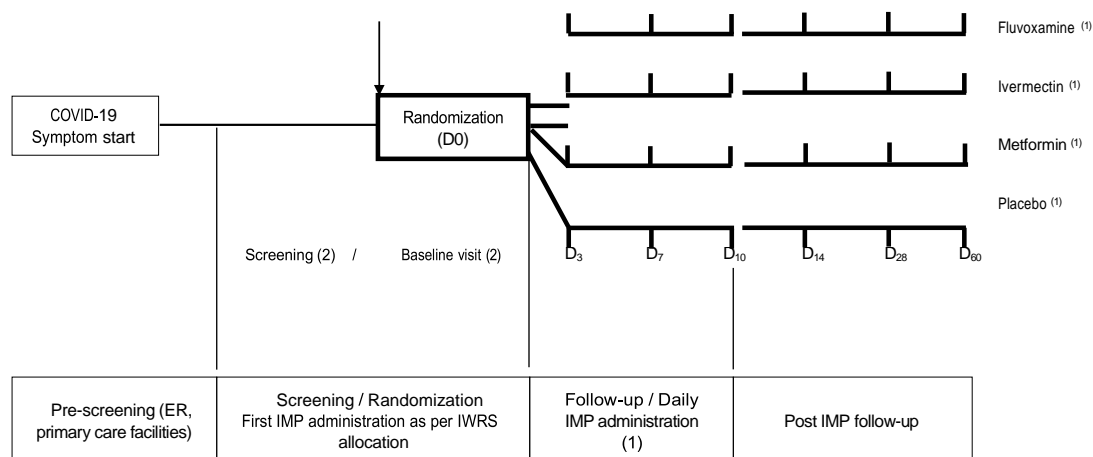 Fluvoxamine (1)
Ivermectin (1)
COVID-19
Symptom start
Randomization
(D0)
Metformin (1)
Placebo (1)
Screening (2) / Baseline visit (2)
D3 D7 D10 D14 D28 D60
Pre-screening (ER,
primary care facilities)
Screening / Randomization
First IMP administration as per IWRS
allocation
Follow-up / Daily
IMP administration
(1)
Post IMP follow-up